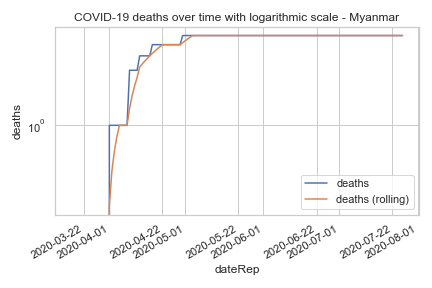 COVID-19 deaths over time with logarithmic scale - Myanmar
deaths
10⁰
deaths
deaths (rolling)
2020-03-22
2020-04-01
2020-04-22
2020-05-01
2020-05-22
2020-06-01
2020-06-22
2020-07-01
2020-07-22
2020-08-01
dateRep